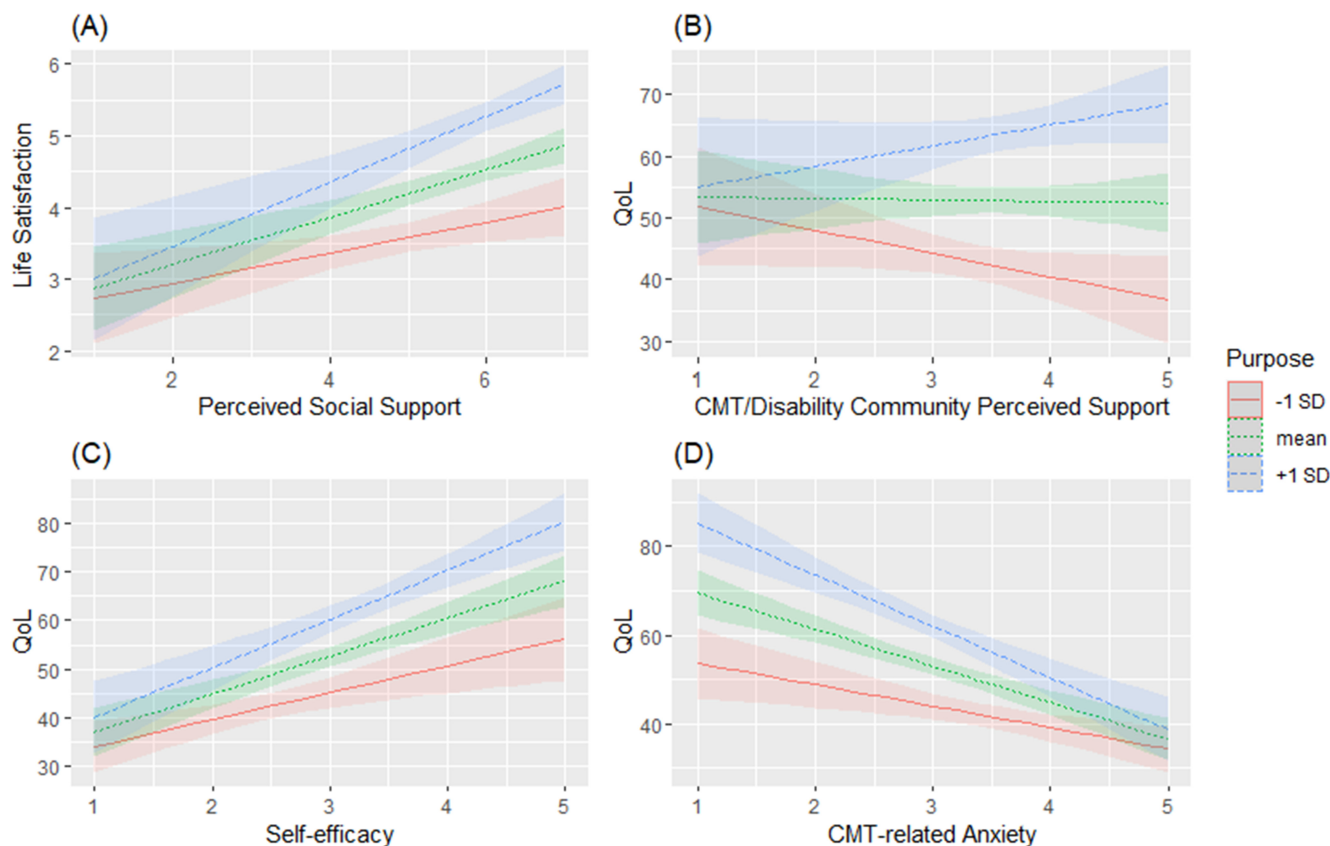 (A)
Life Satisfaction
6
5
4
3
2
2 4 6
Perceived Social Support
(B)
QoL
70
60
50
40
30
1 2 3 4 5
CMT/Disability Community Perceived Support
(C)
QoL
80
70
60
50
40
30
1 2 3 4 5
Self-efficacy
(D)
QoL
80
60
40
1 2 3 4 5
CMT-related Anxiety
Purpose
-1 SD
mean
+1 SD